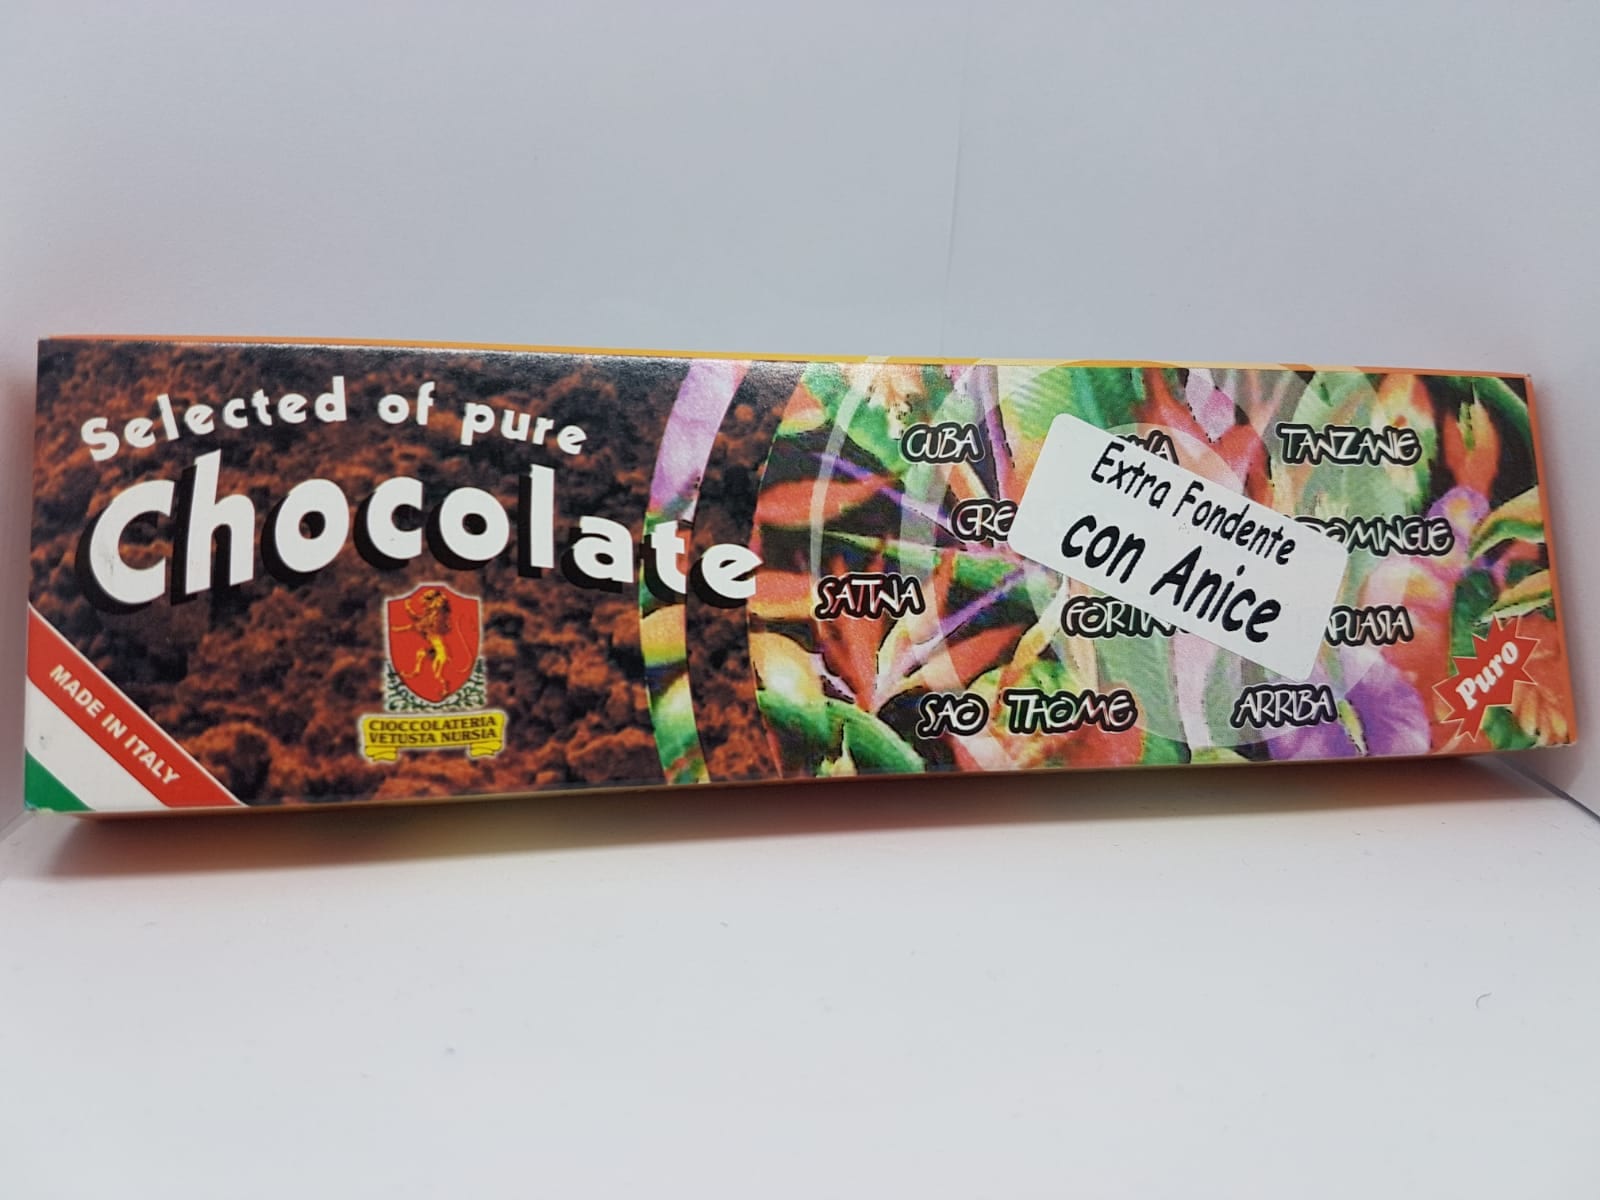 Selected of pure
Chocolate
CIOCCOLATERIA
VETUSTA NURSIA
MADE IN ITALY
CUBA
TANZANIE
Extra Fondente
con Anice
SAO THOME
ARRIBA
Puro